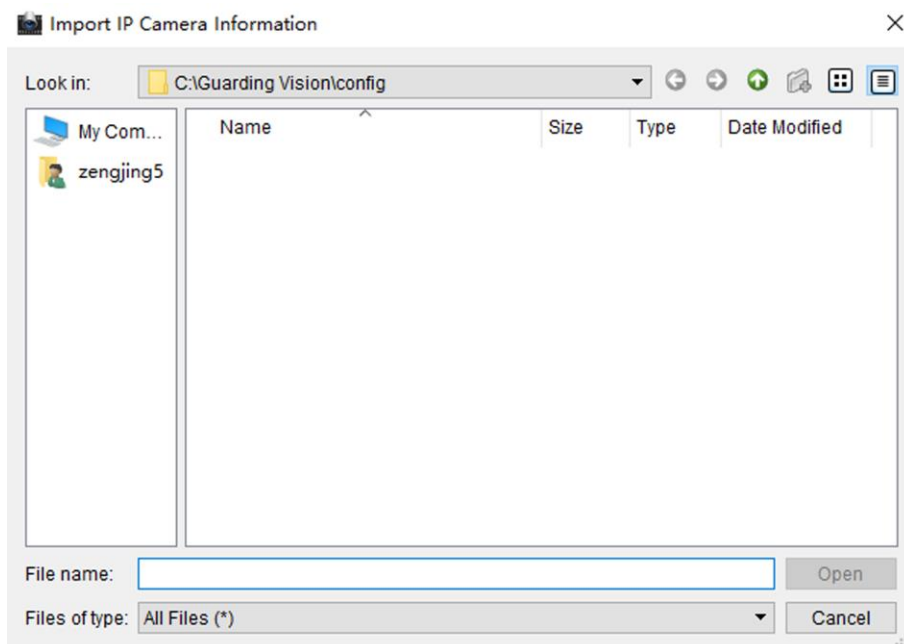 Import IP Camera Information
Look in: C:\Guarding Vision\config
My Com...
zengjing5
Name Size Type Date Modified
File name: Open
Files of type: All Files (*) Cancel